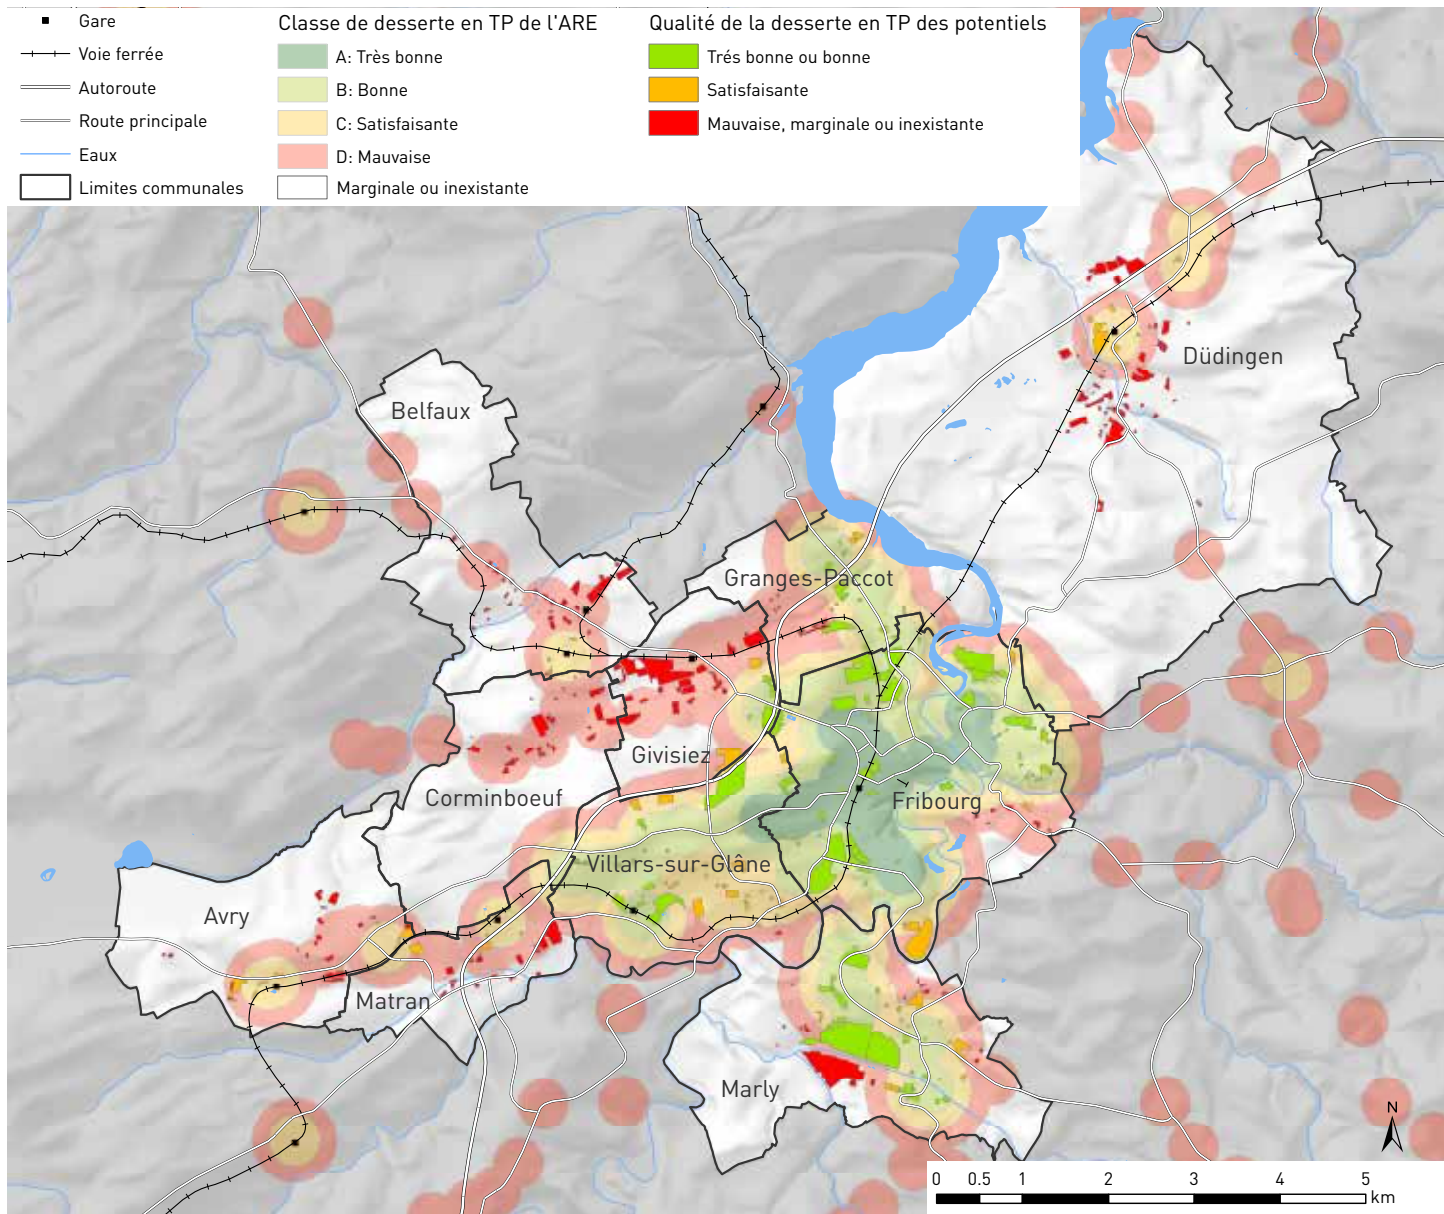 Gare
Voie ferrée
Autoroute
Route principale
Eaux
Limites communales
Classe de desserte en TP de l'ARE
A: Très bonne
B: Bonne
C: Satisfaisante
D: Mauvaise
Marginale ou inexistante
Qualité de la desserte en TP des potentiels
Trés bonne ou bonne
Satisfaisante
Mauvaise, marginale ou inexistante
Düdingen
Belfaux
Granges-Paccot
Givisiez
Corminboeuf
Fribourg
Villars-sur-Glâne
Avry
Matran
Marly
N
0 0.5 1 2 3 4 5
km